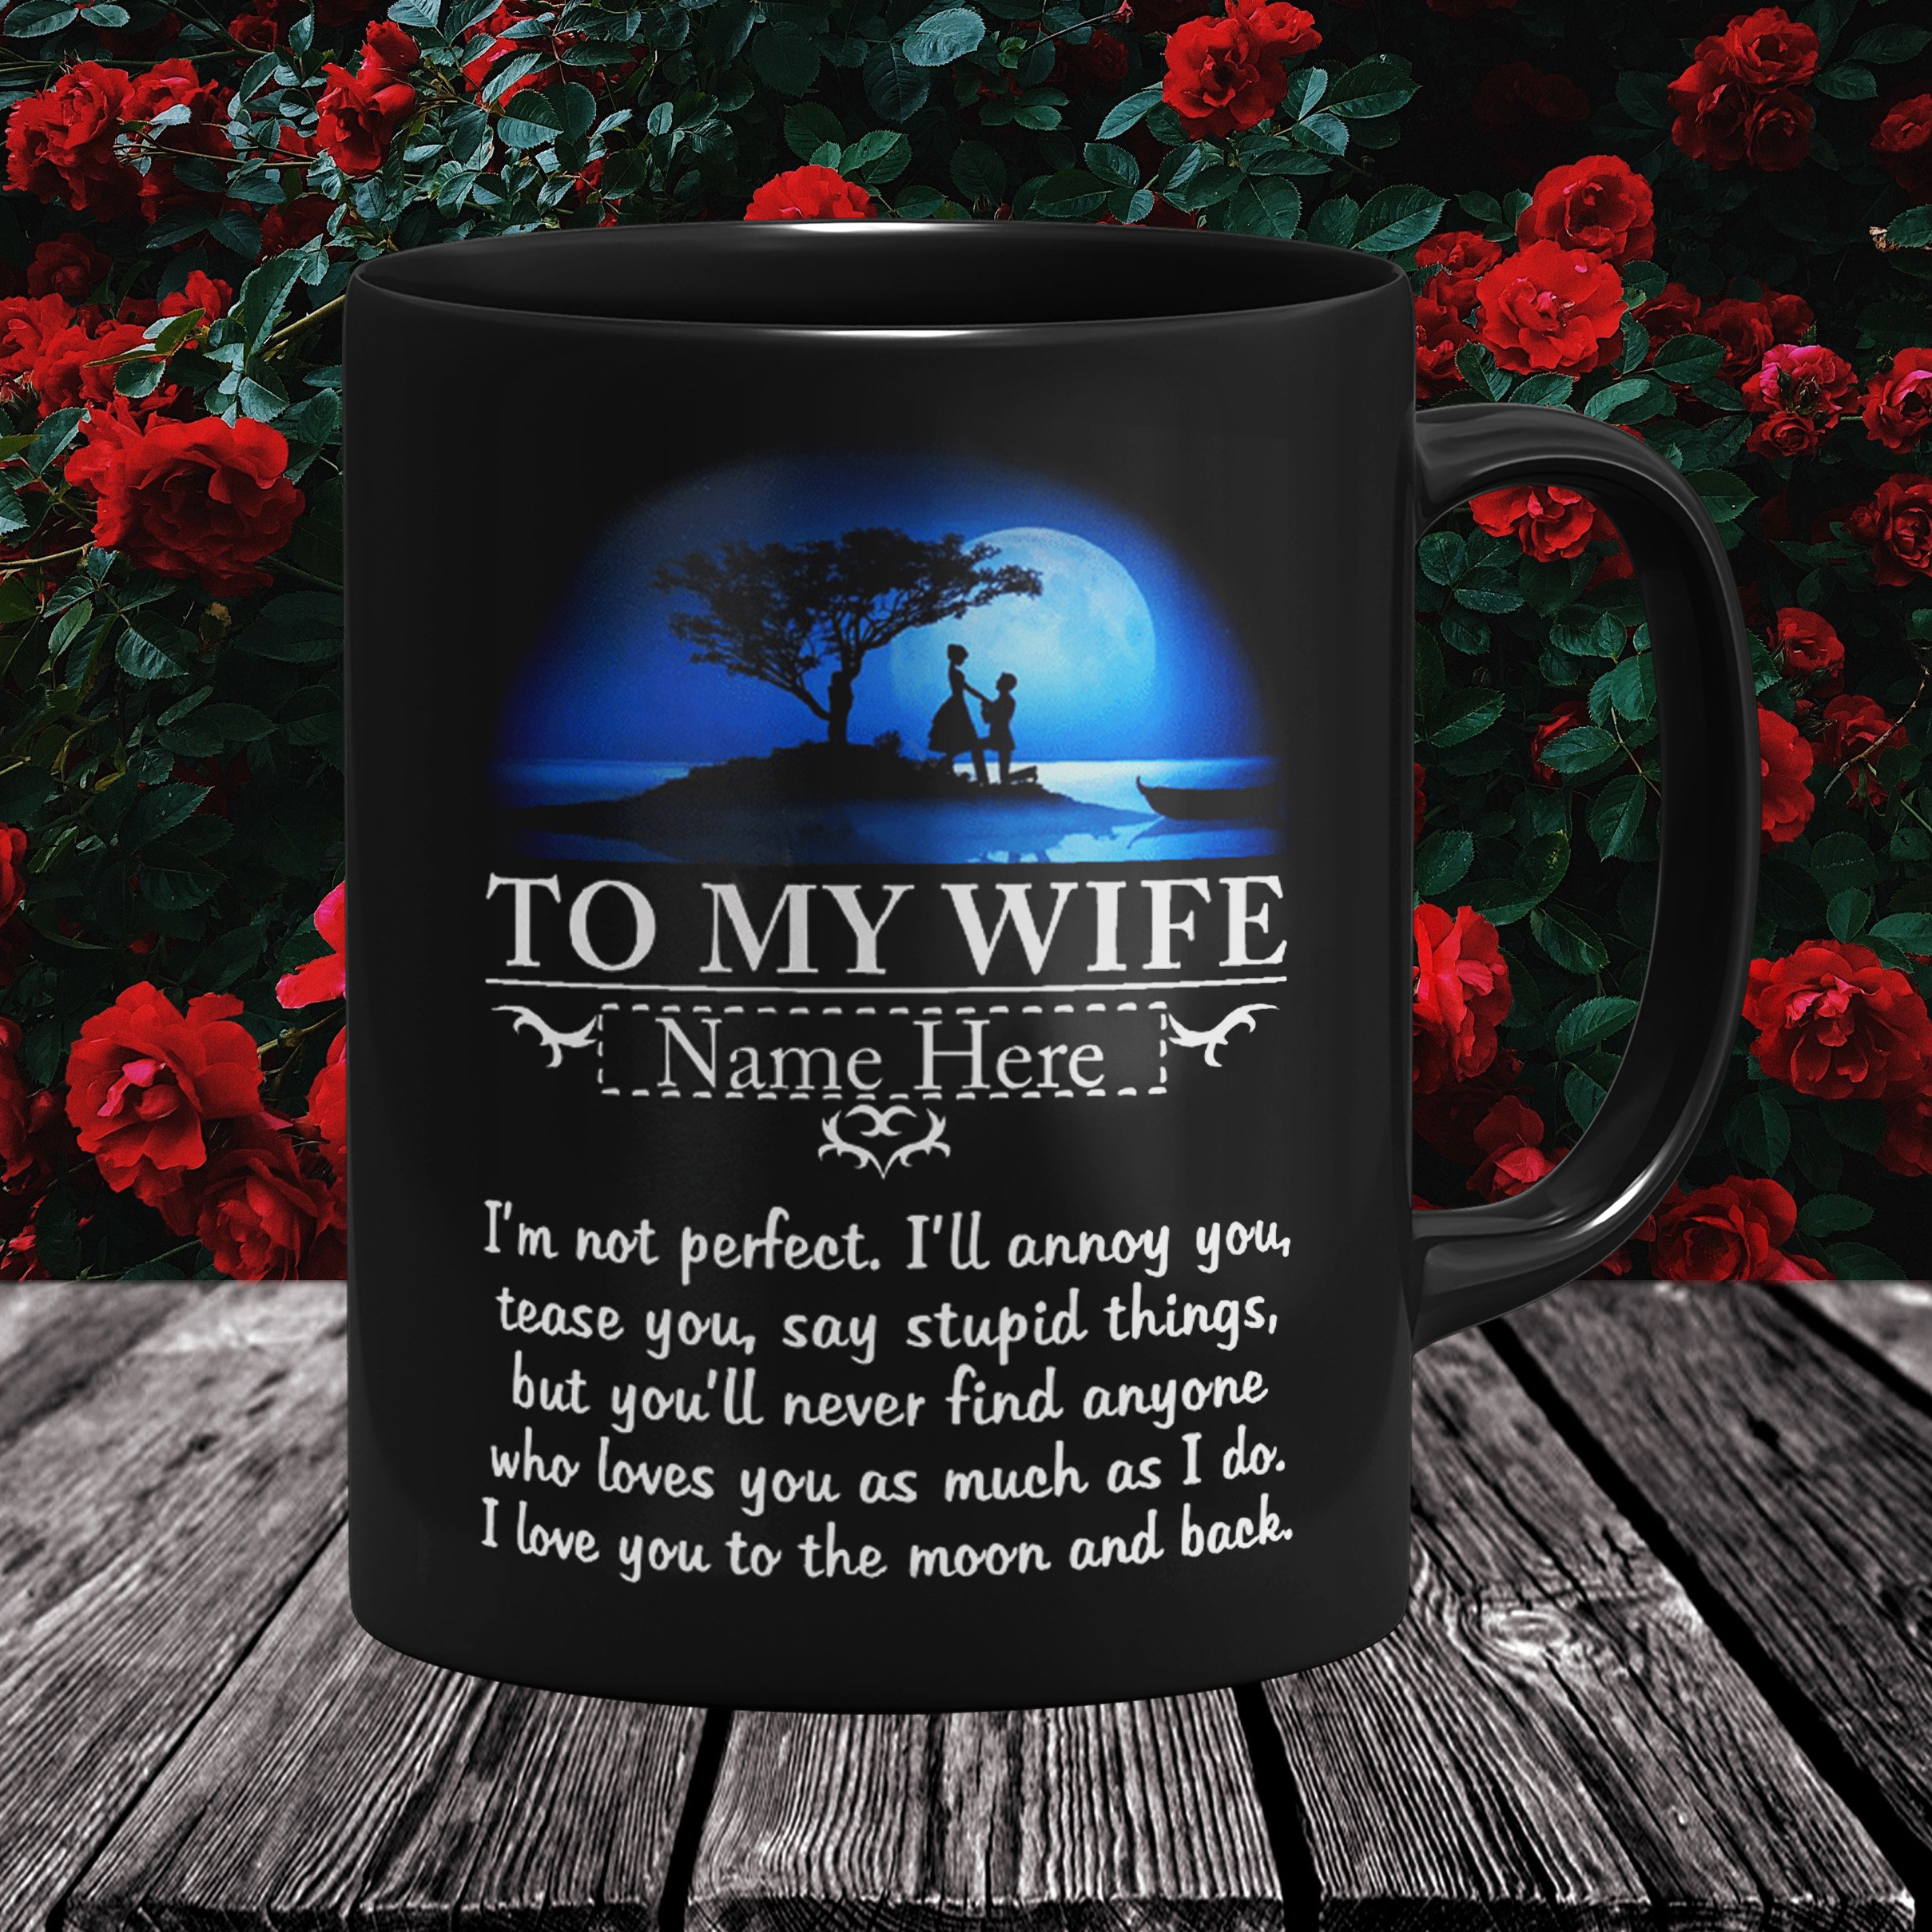 TO MY WIFE
Name Here
I'm not perfect. I'll annoy you,
tease you, say stupid things,
but you'll never find anyone
who loves you as much as I do.
I love you to the moon and back.